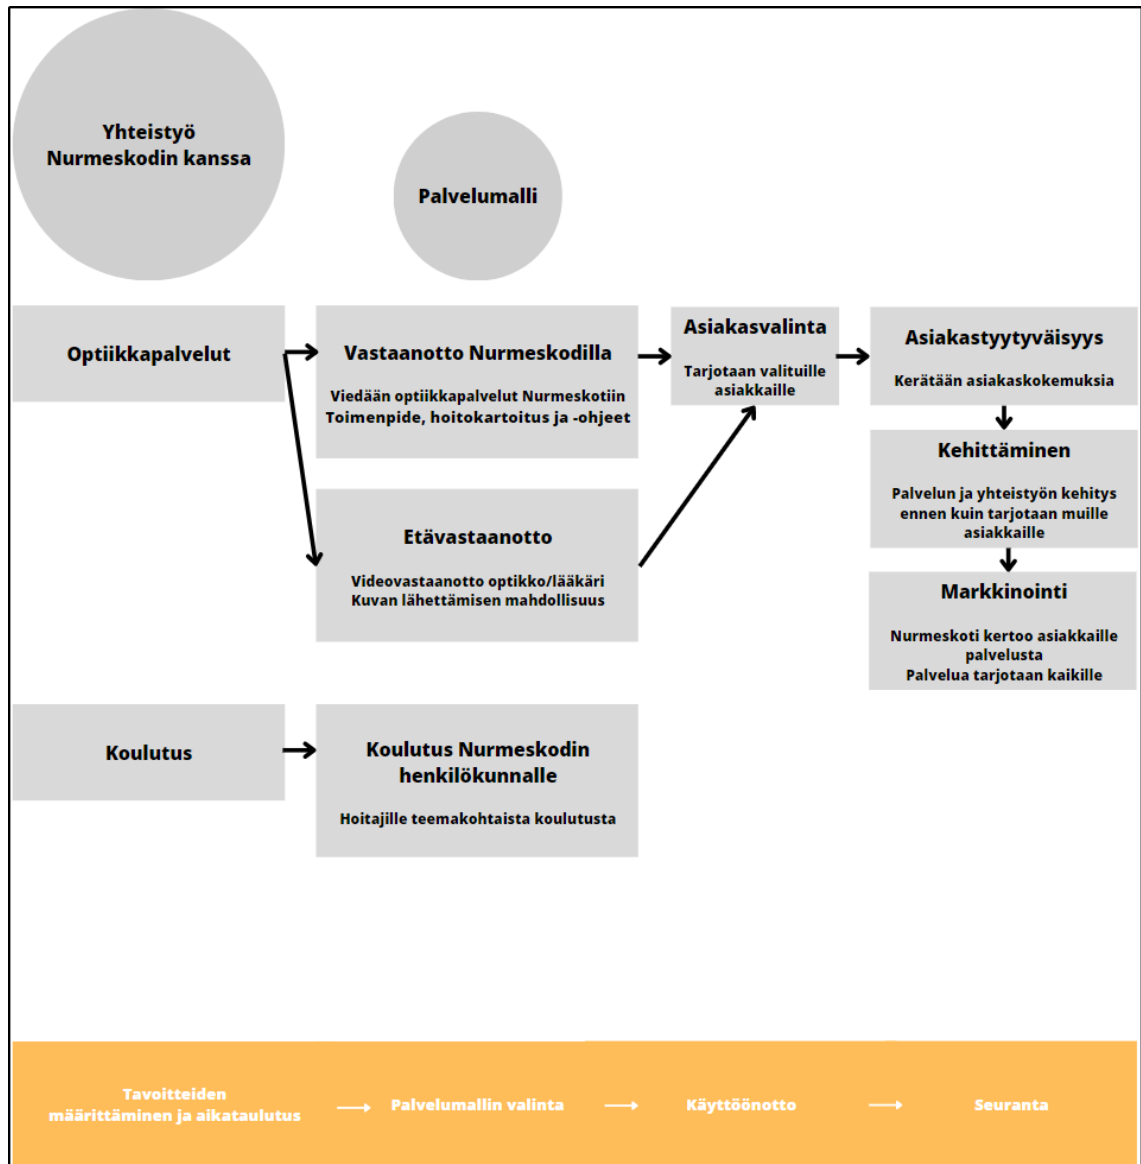 Yhteistyö
Nurmeskodin kanssa
Palvelumalli
Optiikkapalvelut
Vastaanotto Nurmeskodilla
Viedään optiikkapalvelut Nurmeskotiin
Toimenpide, hoitokartoitus ja -ohjeet
Asiakasvalinta
Tarjotaan valituille
asiakkaille
Asiakastyytyväisyys
Kerätään asiakaskokemuksia
Kehittäminen
Palvelun ja yhteistyön kehitys
ennen kuin tarjotaan muille
asiakkaille
Etävastaanotto
Videovastaanotto optikko/lääkäri
Kuvan lähettämisen mahdollisuus
Markkinointi
Nurmeskoti kertoo asiakkaille
palvelusta
Palvelua tarjotaan kaikille
Koulutus
Koulutus Nurmeskodin
henkilökunnalle
Hoitajille teemakohtaista koulutusta
Tavoitteiden
määrittäminen ja aikataulutus
Palvelumallin valinta
Käyttöönotto
Seuranta